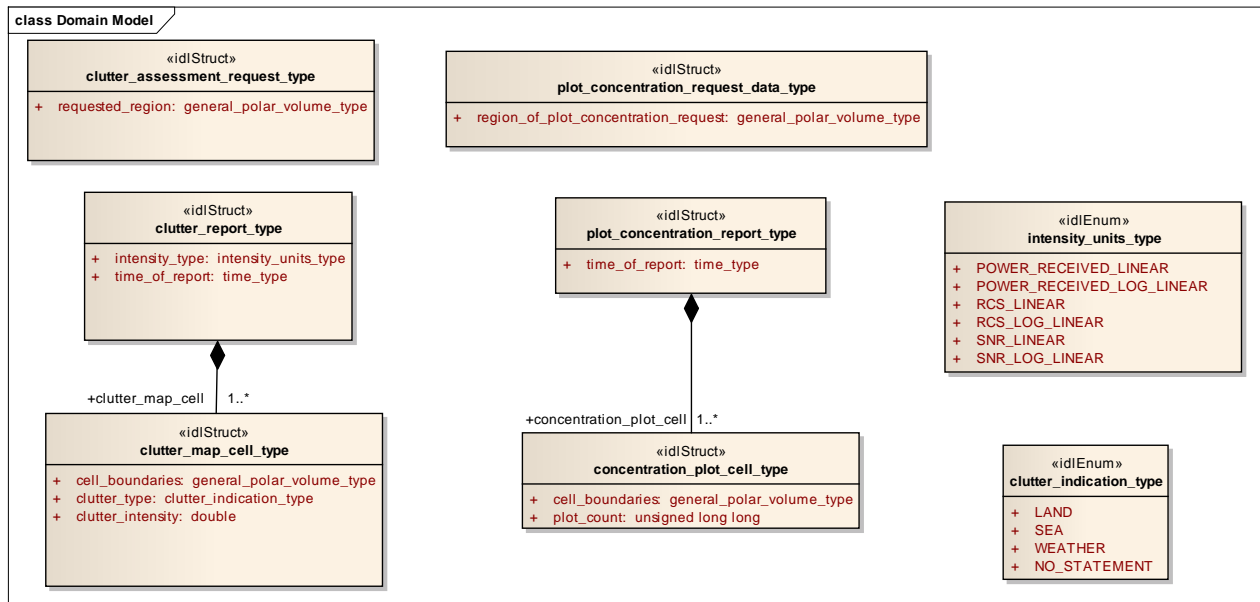 class Domain Model
«idlStruct»
clutter_assessment_request_type
+ requested_region: general_polar_volume_type
«idlStruct»
plot_concentration_request_data_type
+ region_of_plot_concentration_request: general_polar_volume_type
«idlStruct»
clutter_report_type
+ intensity_type: intensity_units_type
+ time_of_report: time_type
«idlStruct»
plot_concentration_report_type
+ time_of_report: time_type
«idlEnum»
intensity_units_type
+ POWER_RECEIVED_LINEAR
+ POWER_RECEIVED_LOG_LINEAR
+ RCS_LINEAR
+ RCS_LOG_LINEAR
+ SNR_LINEAR
+ SNR_LOG_LINEAR
+clutter_map_cell 1..*
+concentration_plot_cell 1..*
«idlStruct»
clutter_map_cell_type
+ cell_boundaries: general_polar_volume_type
+ clutter_type: clutter_indication_type
+ clutter_intensity: double
«idlStruct»
concentration_plot_cell_type
+ cell_boundaries: general_polar_volume_type
+ plot_count: unsigned long long
«idlEnum»
clutter_indication_type
+ LAND
+ SEA
+ WEATHER
+ NO_STATEMENT